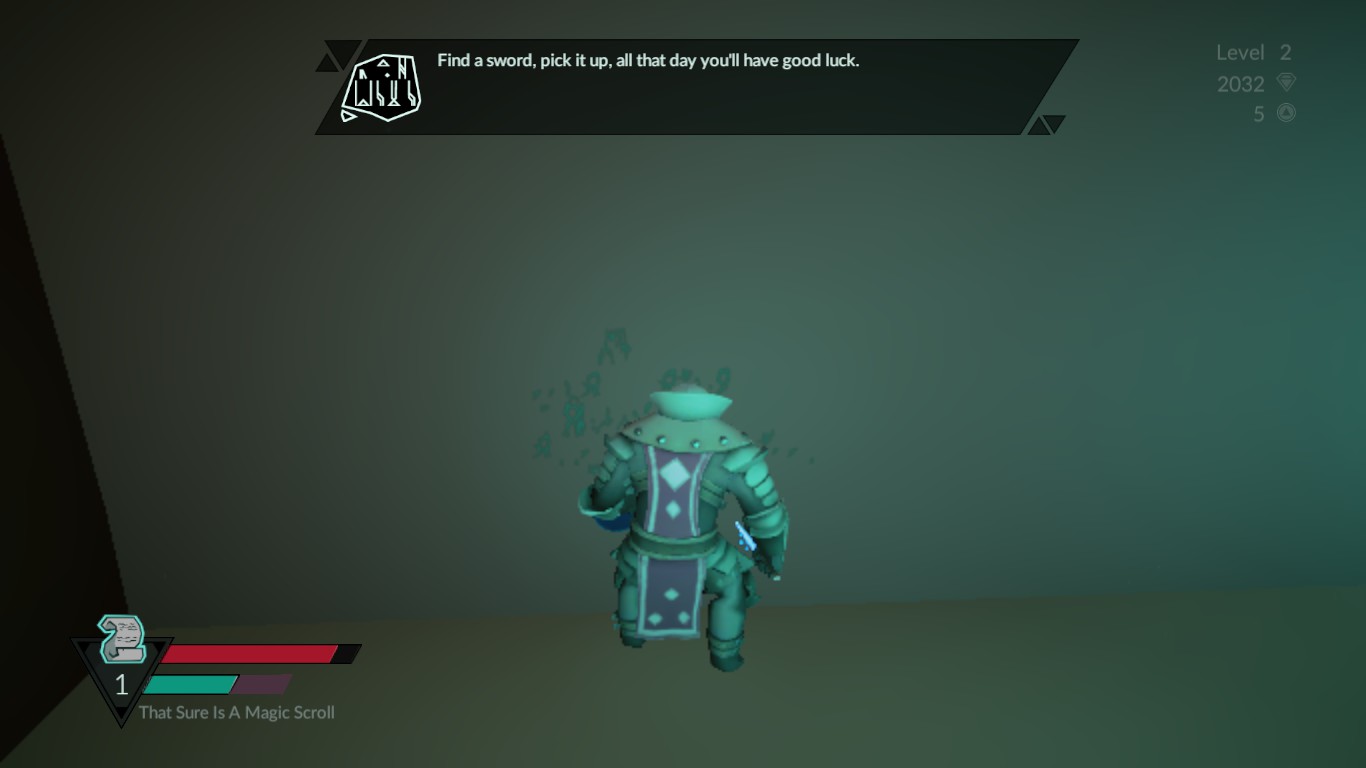 Find a sword, pick it up, all that day you'll have good luck.
Level 2
2032
5
1
That Sure Is A Magic Scroll